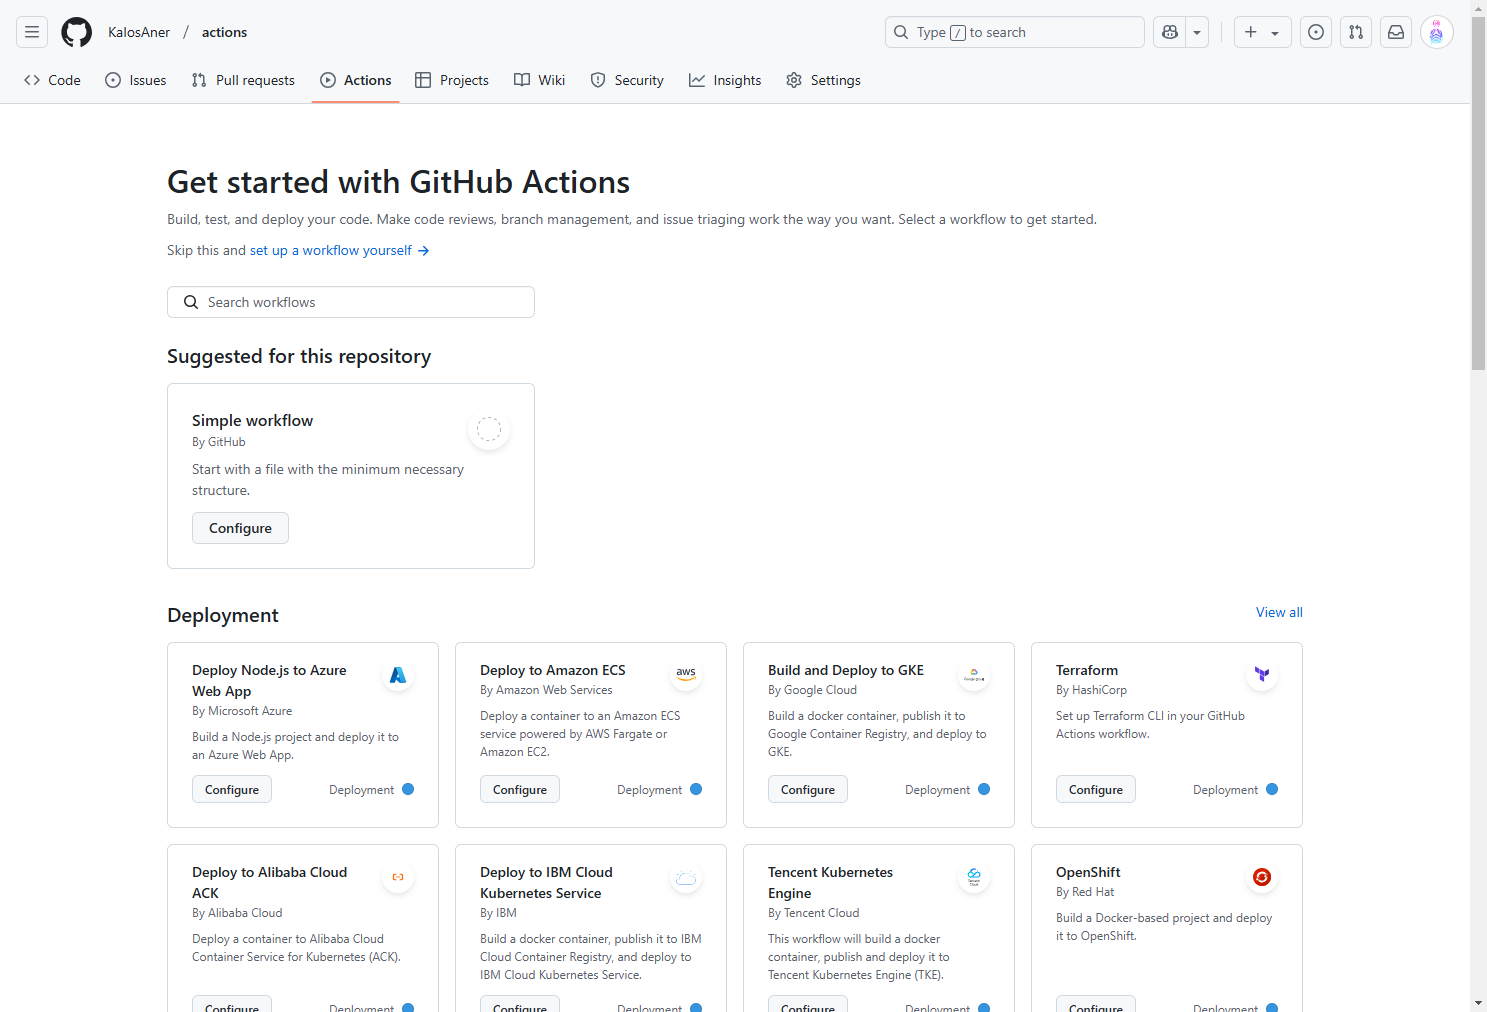 KalosAner / actions
Type / to search
Code Issues Pull requests Actions Projects Wiki Security Insights Settings
Get started with GitHub Actions
Build, test, and deploy your code. Make code reviews, branch management, and issue triaging work the way you want. Select a workflow to get started.
Skip this and set up a workflow yourself →
Search workflows
Suggested for this repository
Simple workflow
By GitHub
Start with a file with the minimum necessary
structure.
Configure
Deployment
View all
Deploy Node.js to Azure
Web App
By Microsoft Azure
Build a Node.js project and deploy it to
an Azure Web App.
Configure
Deployment
Deploy to Amazon ECS
aws
By Amazon Web Services
Deploy a container to an Amazon ECS
service powered by AWS Fargate or
Amazon EC2.
Configure
Deployment
Build and Deploy to GKE
By Google Cloud
Build a docker container, publish it to
Google Container Registry, and deploy to
GKE.
Configure
Deployment
Terraform
By HashiCorp
Set up Terraform CLI in your GitHub
Actions workflow.
Configure
Deployment
Deploy to Alibaba Cloud
ACK
By Alibaba Cloud
Deploy a container to Alibaba Cloud
Container Service for Kubernetes (ACK).
Configure
Deployment
Deploy to IBM Cloud
Kubernetes Service
By IBM
Build a docker container, publish it to IBM
Cloud Container Registry, and deploy to
IBM Cloud Kubernetes Service.
Configure
Deployment
Tencent Kubernetes
Engine
By Tencent Cloud
This workflow will build a docker
container, publish and deploy it to
Tencent Kubernetes Engine (TKE).
Configure
Deployment
OpenShift
By Red Hat
Build a Docker-based project and deploy
it to OpenShift.
Configure
Deployment